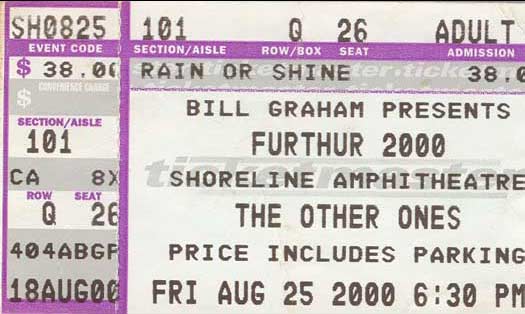 SH0825
EVENT CODE
$ 38.00
$
CONVENIENCE CHARGE
SECTION/AISLE
101
CA 8X
ROW SEAT
Q 26
404ABGF
18AUG00
101 Q 26 ADULT
SECTION/AISLE ROW/BOX SEAT ADMISSION
RAIN OR SHINE 38.0
BILL GRAHAM PRESENTS
FURTHUR 2000
ticketmaster
SHORELINE AMPHITHEATRE
THE OTHER ONES
PRICE INCLUDES PARKING
FRI AUG 25 2000 6:30 PM